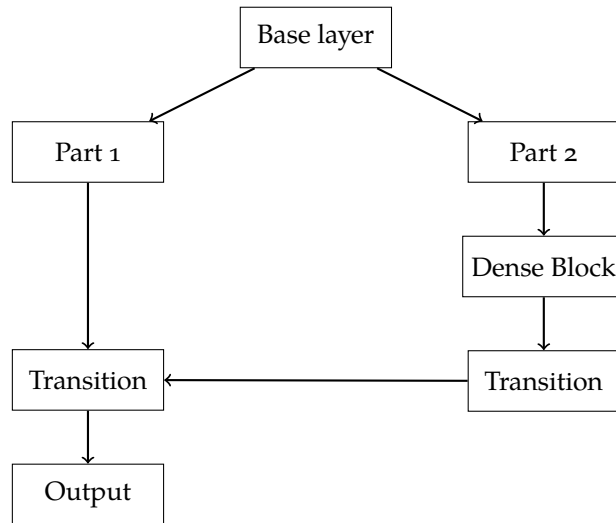 Base layer
Part 1
Part 2
Dense Block
Transition
Transition
Output